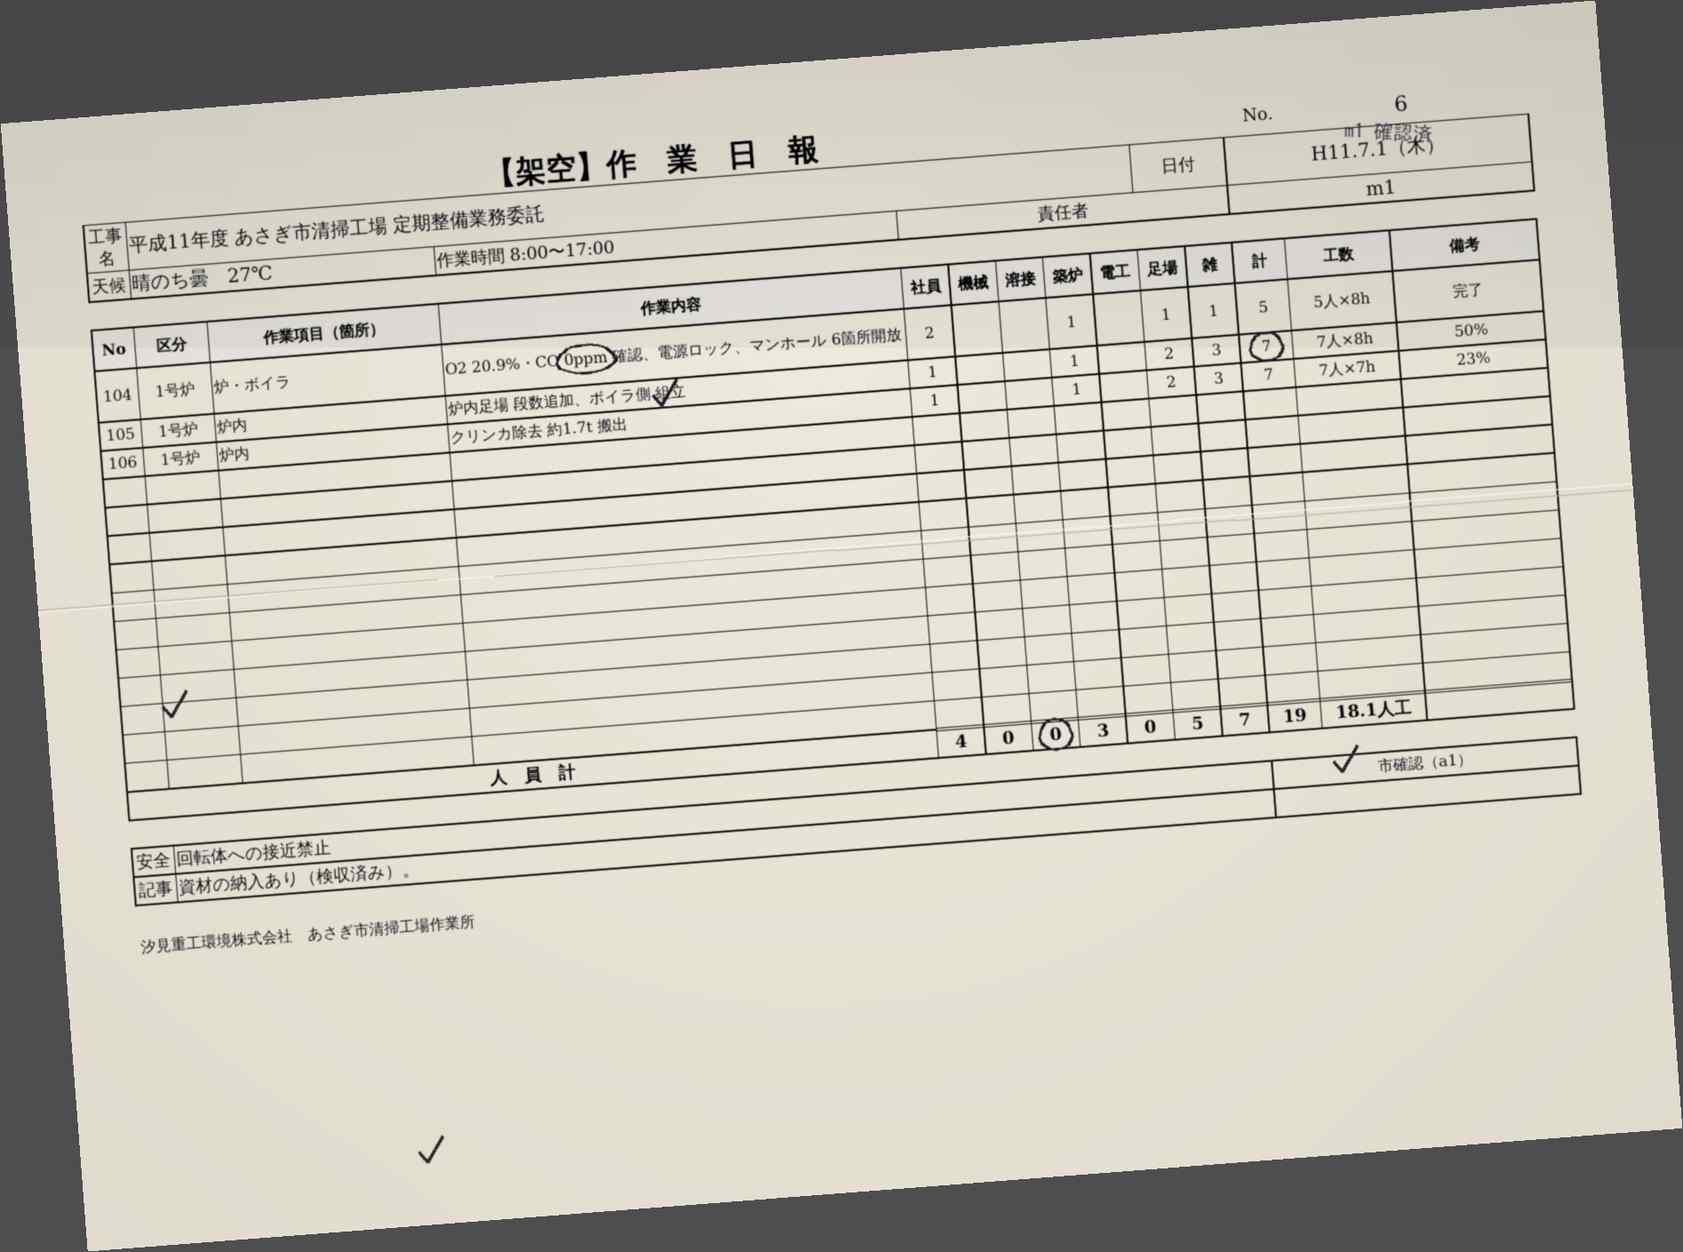 No. 6
m1 確認済
【架空】作 業 日 報
工事名 平成11年度 あさぎ市清掃工場 定期整備業務委託 日付 H11.7.1（木）
天候 晴のち曇 27℃ 作業時間 8:00〜17:00 責任者 m1
No 区分 作業項目（箇所） 作業内容 社員 機械 溶接 築炉 電工 足場 雑 計 工数 備考
104 1号炉 炉・ボイラ O2 20.9%・CO 0ppm 確認、電源ロック、マンホール 6箇所開放 2 1 1 1 5 5人×8h 完了
105 1号炉 炉内 炉内足場 段数追加、ボイラ側 組立 1 1 2 3 7 7人×8h 50%
106 1号炉 炉内 クリンカ除去 約1.7t 搬出 1 1 2 3 7 7人×7h 23%
人 員 計 4 0 0 3 0 5 7 19 18.1人工
市確認（a1）
安全 回転体への接近禁止
記事 資材の納入あり（検収済み）。
汐見重工環境株式会社 あさぎ市清掃工場作業所